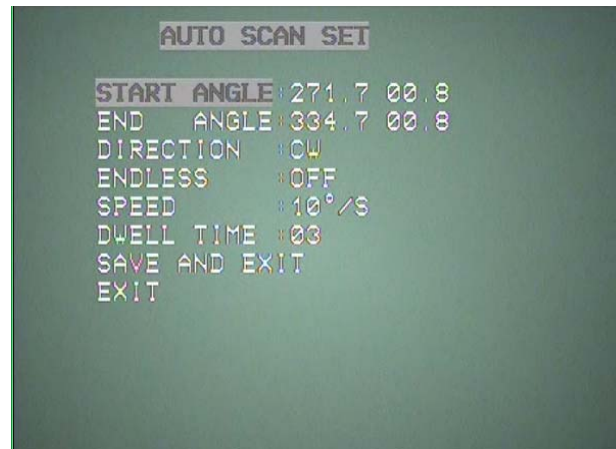 AUTO SCAN SET
START ANGLE:271.7 00.8
END ANGLE:334.7 00.8
DIRECTION :CW
ENDLESS :OFF
SPEED :10°/S
DWELL TIME :03
SAVE AND EXIT
EXIT